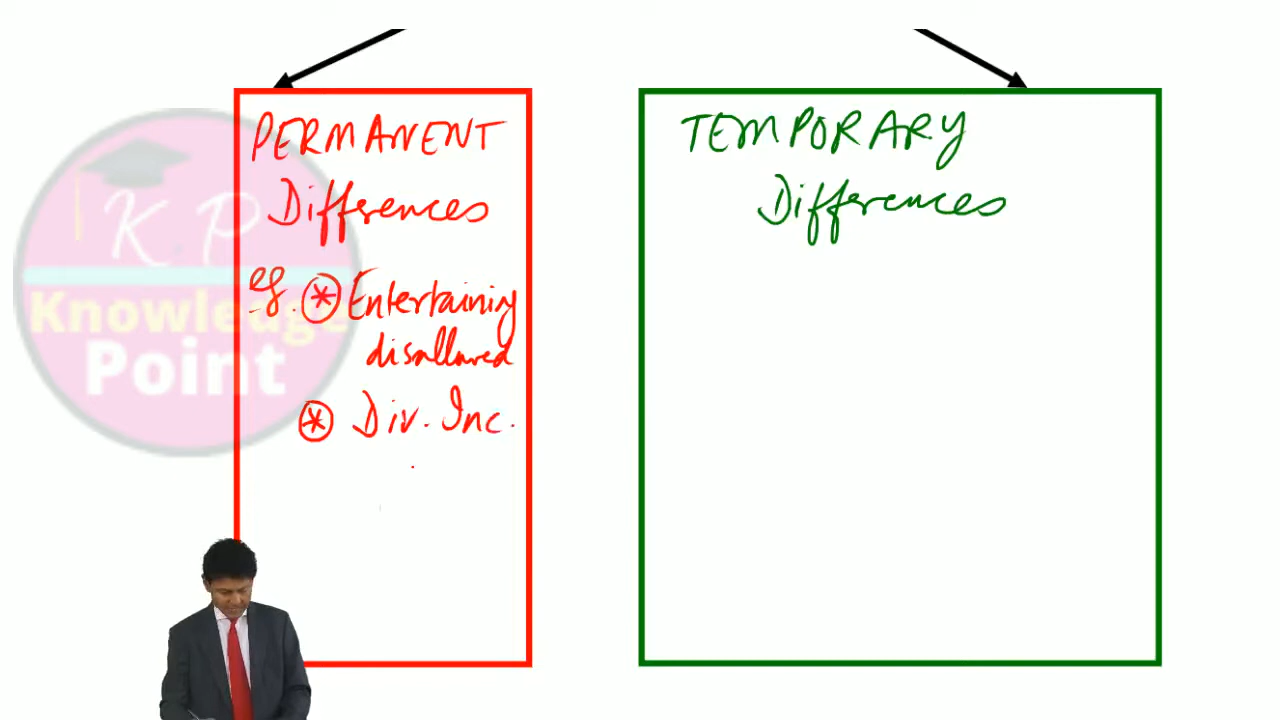 PERMANENT
Differences
eg. * Entertaining
disallowed
* Div. Inc.
TEMPORARY
Differences
K.P
Knowledge
Point